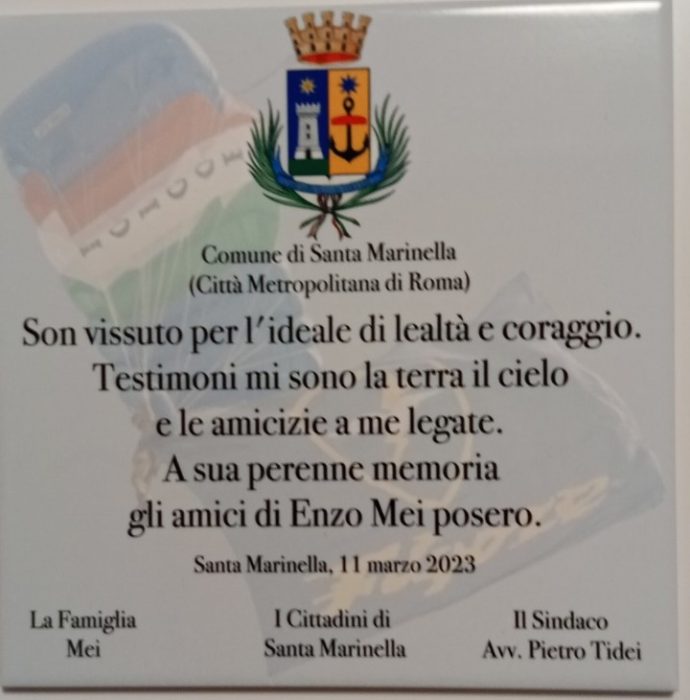 Comune di Santa Marinella
(Città Metropolitana di Roma)
Son vissuto per l'ideale di lealtà e coraggio.
Testimoni mi sono la terra il cielo
e le amicizie a me legate.
A sua perenne memoria
gli amici di Enzo Mei posero.
Santa Marinella, 11 marzo 2023
La Famiglia
Mei
I Cittadini di
Santa Marinella
Il Sindaco
Avv. Pietro Tidei